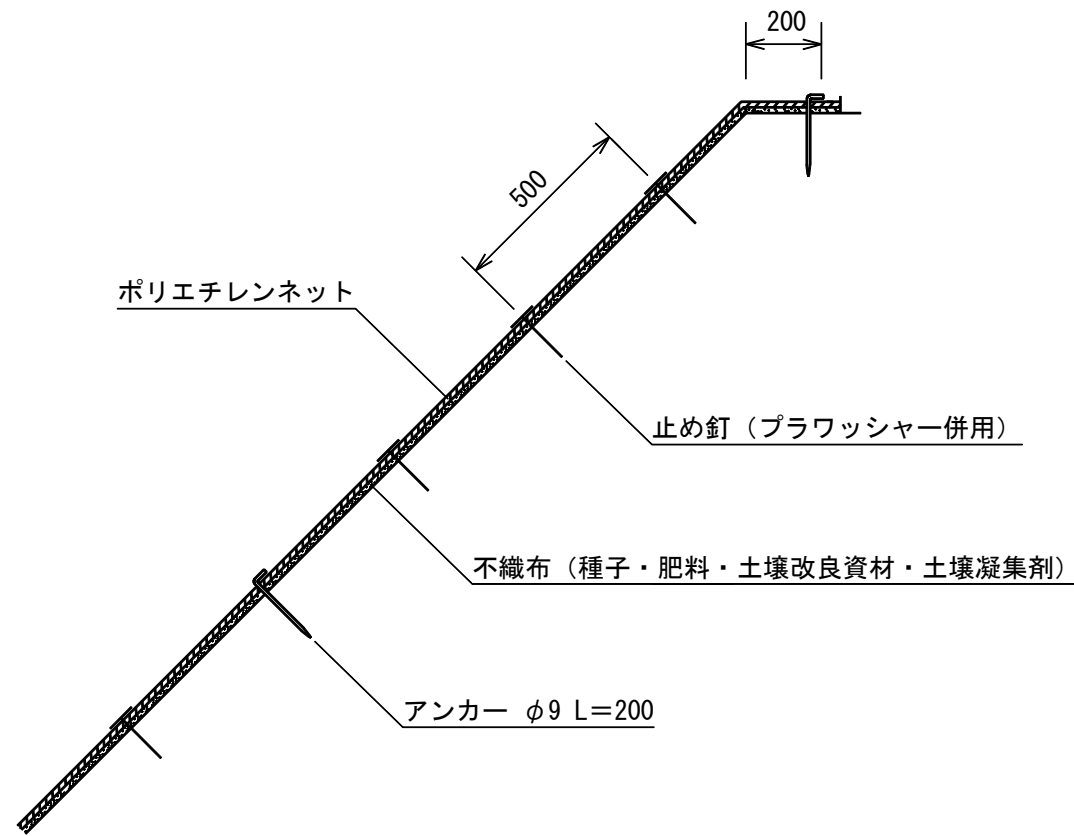 200
500
ポリエチレンネット
止め釘（プラワッシャー併用）
不織布（種子・肥料・土壌改良資材・土壌凝集剤）
アンカー φ9 L=200